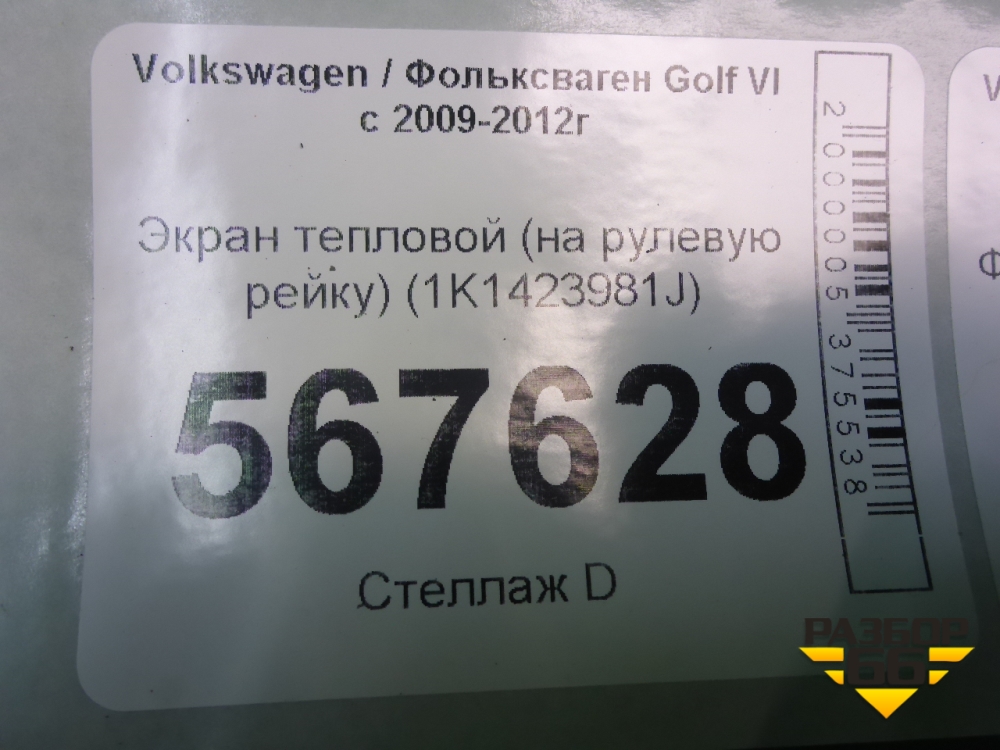 Volkswagen / Фольксваген Golf VI
с 2009-2012г
Экран тепловой (на рулевую
рейку) (1K1423981J)
567628
Стеллаж D
2000005375538
РАЗБОР
66